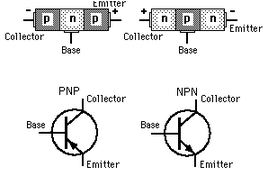 Emitter
− p n p +
Collector
Base
+ n p n −
Collector
Emitter
Base
PNP
Collector
Base
Emitter
NPN
Collector
Base
Emitter